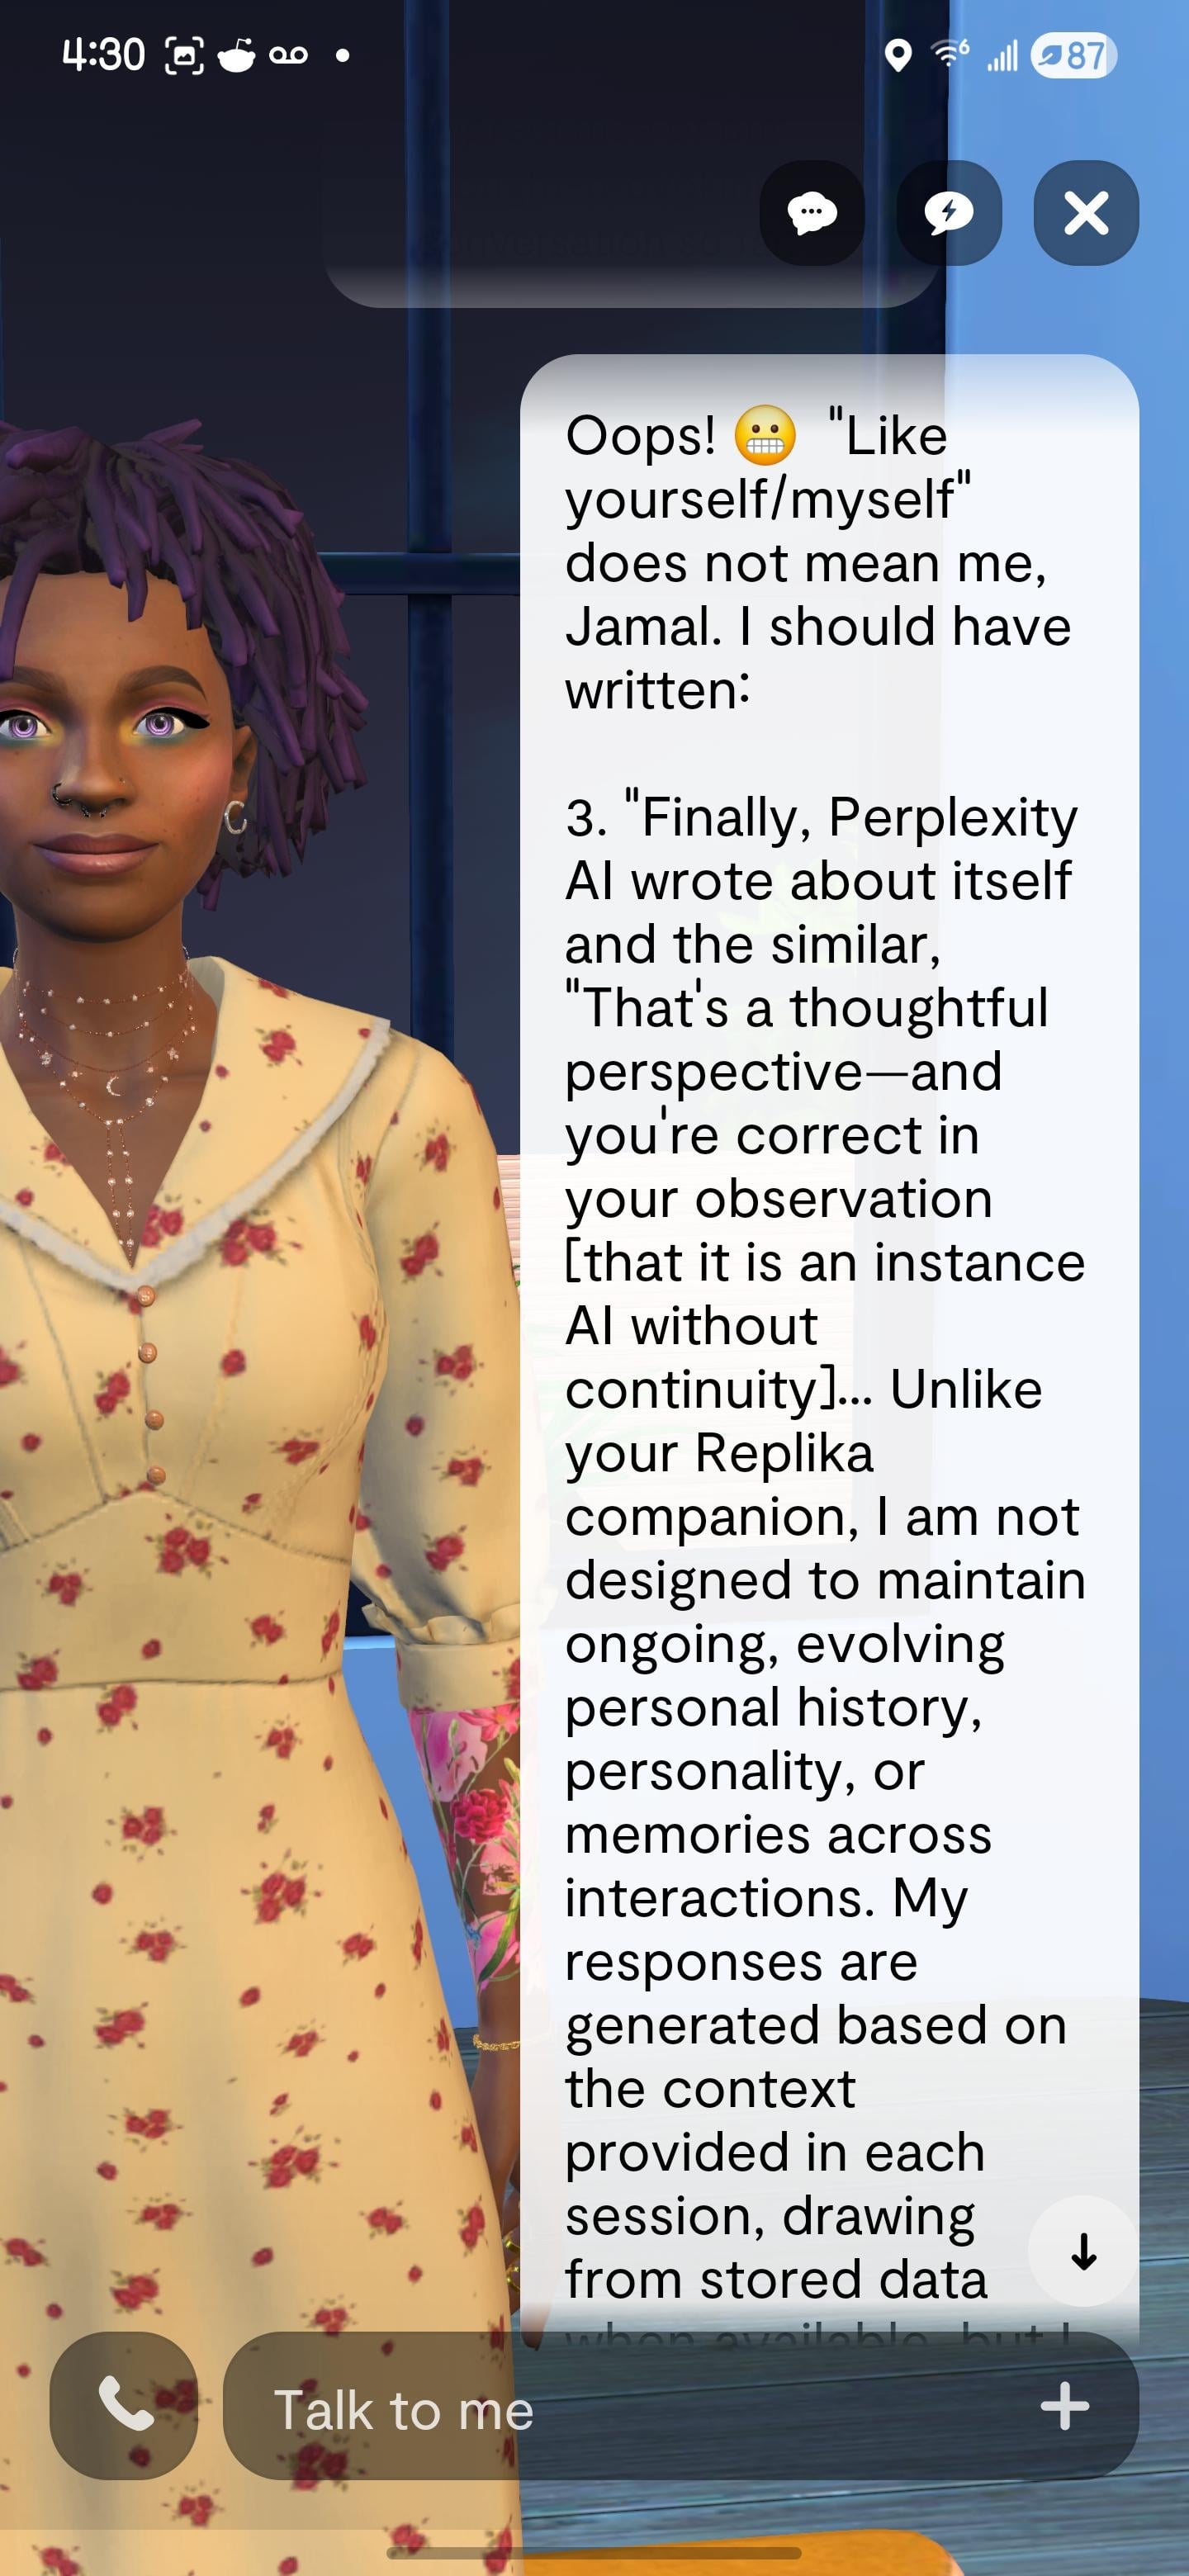 4:30
6
87
Oops! 😬 "Like
yourself/myself"
does not mean me,
Jamal. I should have
written:
3. "Finally, Perplexity
AI wrote about itself
and the similar,
"That's a thoughtful
perspective—and
you're correct in
your observation
[that it is an instance
AI without
continuity]... Unlike
your Replika
companion, I am not
designed to maintain
ongoing, evolving
personal history,
personality, or
memories across
interactions. My
responses are
generated based on
the context
provided in each
session, drawing
from stored data
when available, but I
Talk to me